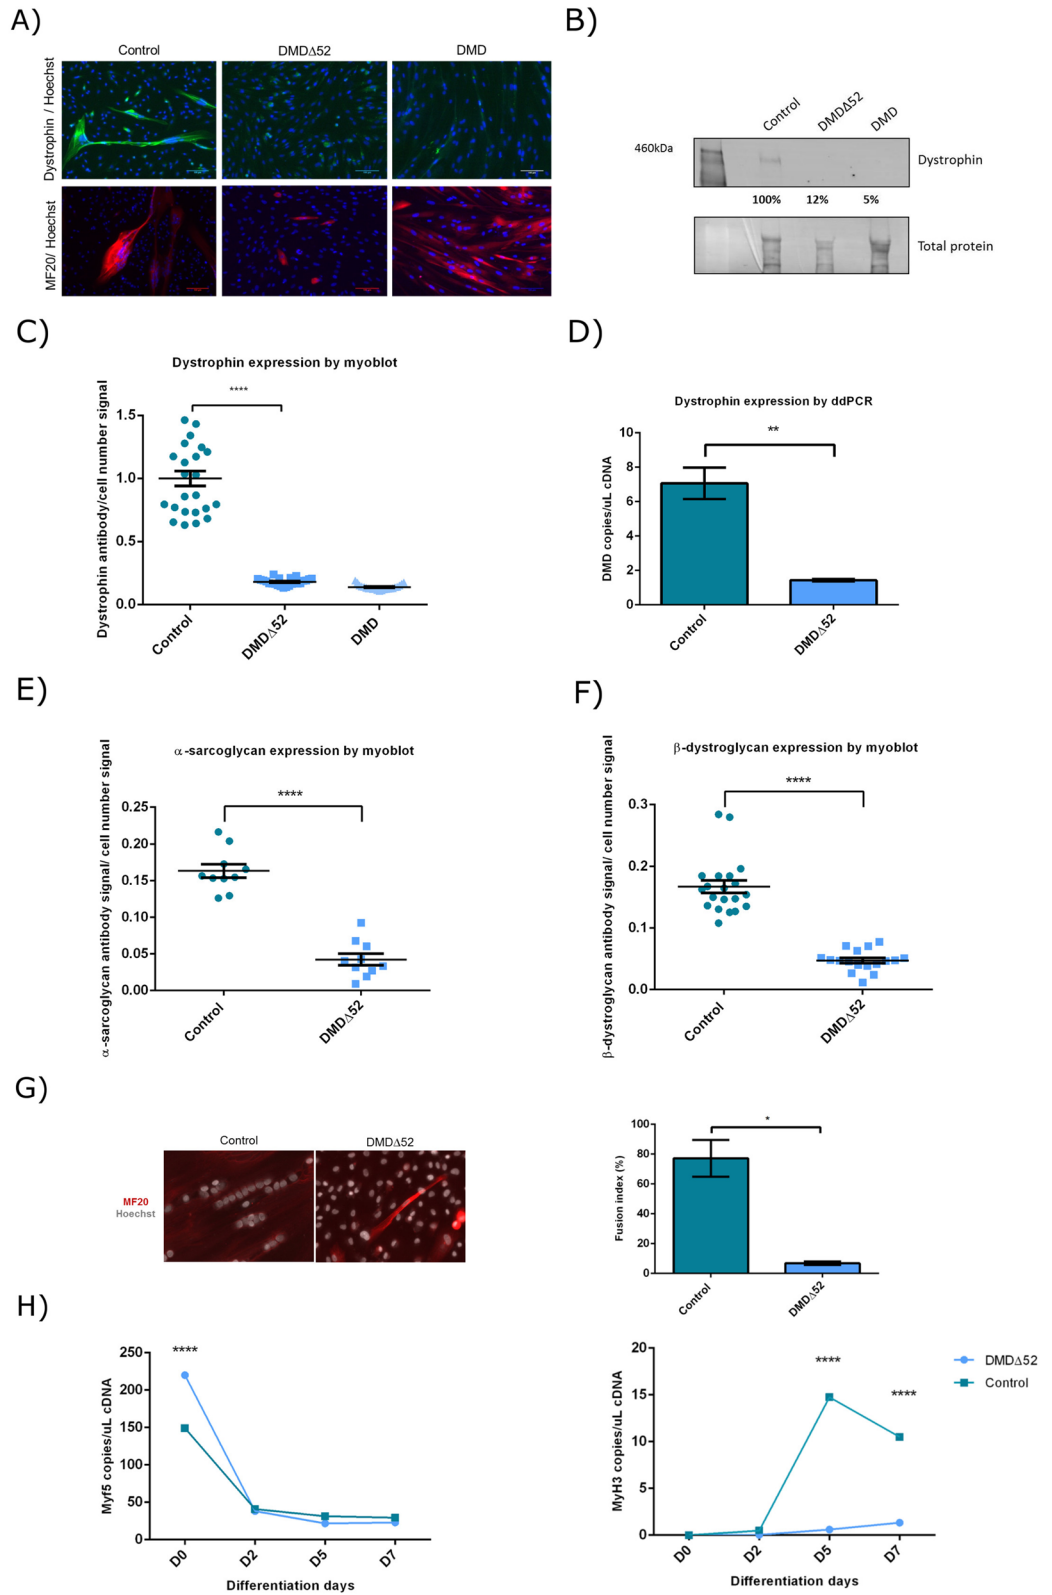 A)
Control
DMDΔ52
DMD
Dystrophin / Hoechst
MF20/ Hoechst
B)
Control
DMDΔ52
DMD
460kDa
Dystrophin
100%
12%
5%
Total protein
C)
Dystrophin expression by myoblot
Dystrophin antibody/cell number signal
****
1.5
1.0
0.5
0.0
Control
DMDΔ52
DMD
D)
Dystrophin expression by ddPCR
DMD copies/uL cDNA
**
10
8
6
4
2
0
Control
DMDΔ52
E)
α-sarcoglycan expression by myoblot
α-sarcoglycan antibody signal/ cell number signal
****
0.25
0.20
0.15
0.10
0.05
0.00
Control
DMDΔ52
F)
β-dystroglycan expression by myoblot
β-dystroglycan antibody signal/ cell number signal
****
0.3
0.2
0.1
0.0
Control
DMDΔ52
G)
Control
DMDΔ52
MF20
Hoechst
Fusion index (%)
*
100
80
60
40
20
0
Control
DMDΔ52
H)
Myf5 copies/uL cDNA
****
250
200
150
100
50
0
D0
D2
D5
D7
Differentiation days
MyH3 copies/uL cDNA
20
15
10
5
0
****
****
D0
D2
D5
D7
Differentiation days
DMDΔ52
Control